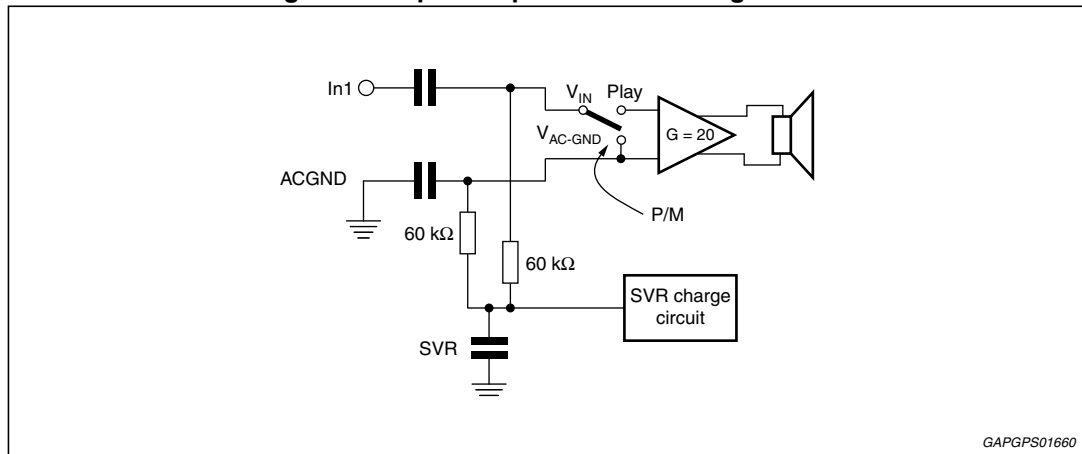 In1
V_IN
Play
V_AC-GND
G = 20
ACGND
P/M
60 kΩ
60 kΩ
SVR charge
circuit
SVR
GAPGPS01660